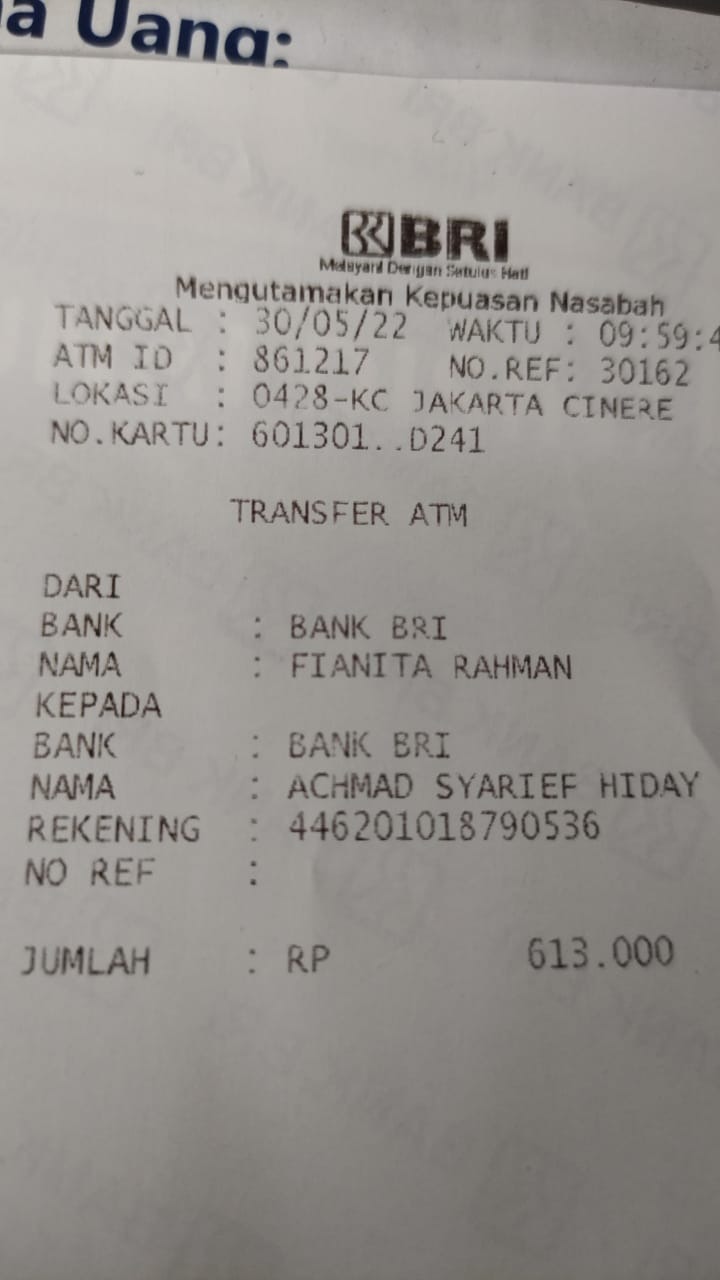 a Uang:
BRI
Melayani Dengan Setulus Hati
Mengutamakan Kepuasan Nasabah
TANGGAL : 30/05/22 WAKTU : 09:59:4
ATM ID : 861217 NO.REF: 30162
LOKASI : 0428-KC JAKARTA CINERE
NO.KARTU: 601301..D241
TRANSFER ATM
DARI
BANK : BANK BRI
NAMA : FIANITA RAHMAN
KEPADA
BANK : BANK BRI
NAMA : ACHMAD SYARIEF HIDAY
REKENING : 446201018790536
NO REF :
JUMLAH : RP 613.000